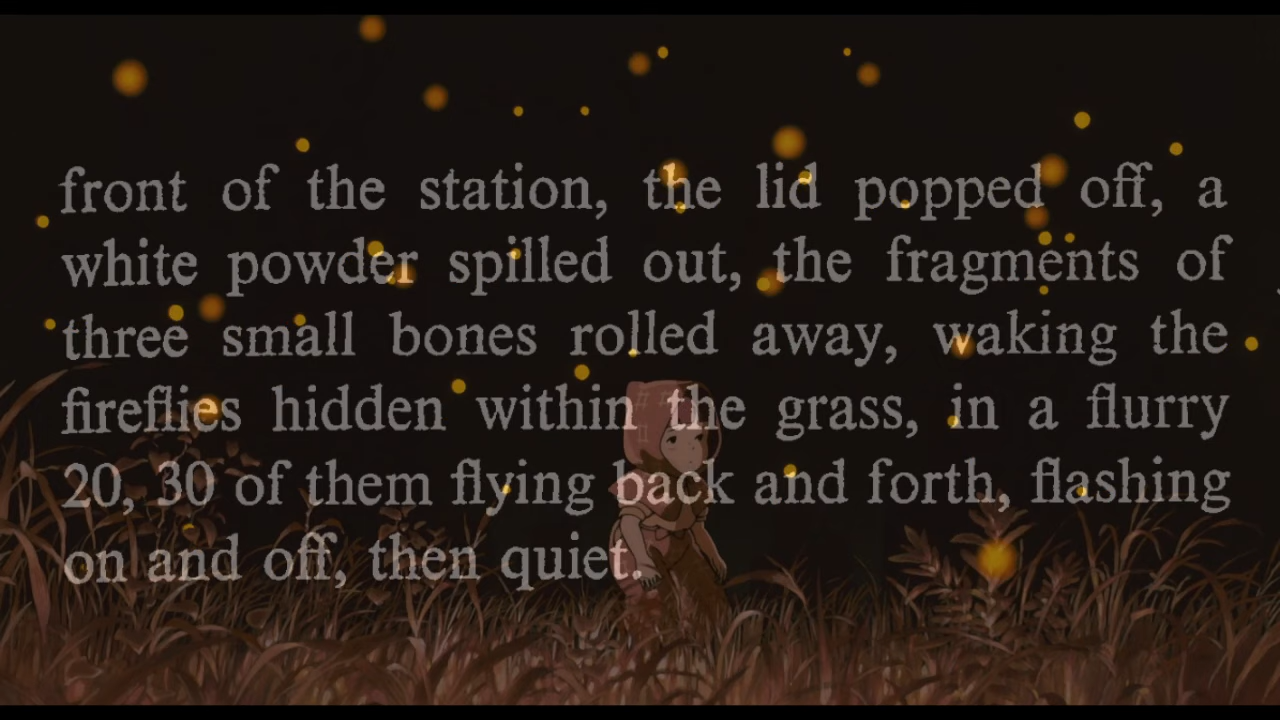 front of the station, the lid popped off, a
white powder spilled out, the fragments of
three small bones rolled away, waking the
fireflies hidden within the grass, in a flurry
20, 30 of them flying back and forth, flashing
on and off, then quiet.